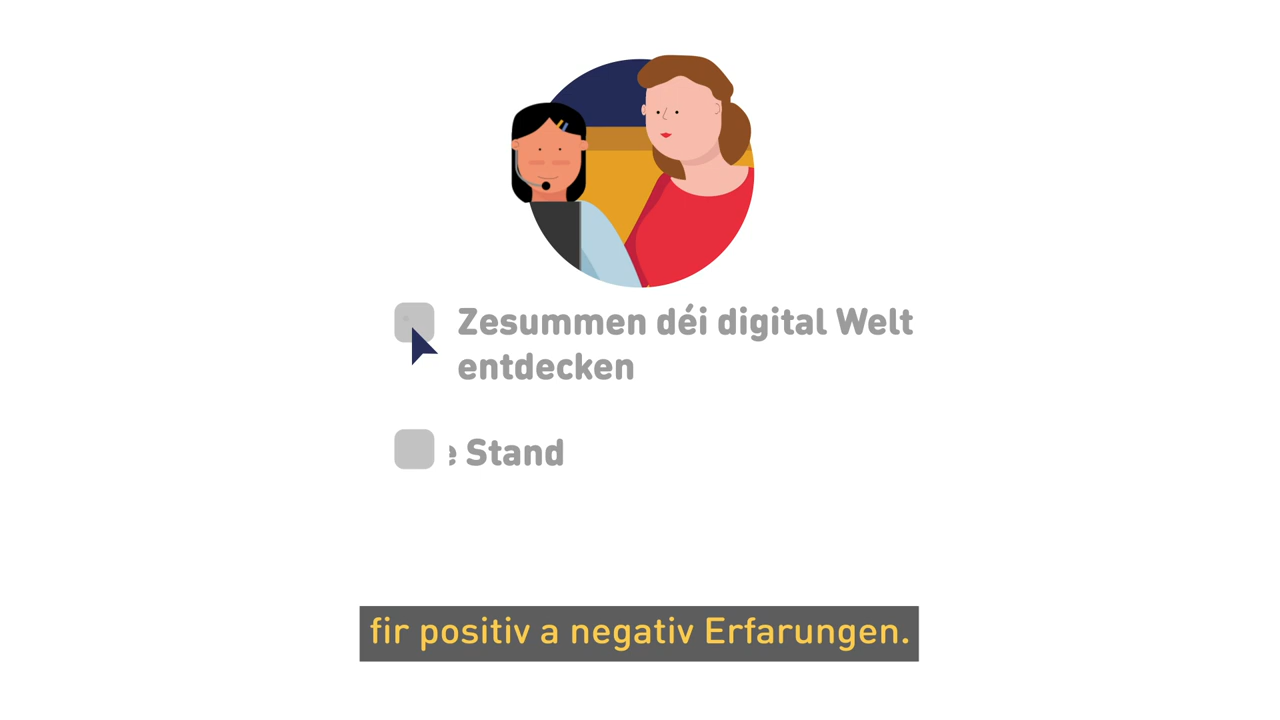 Zesummen déi digital Welt
entdecken
Stand
fir positiv a negativ Erfarungen.